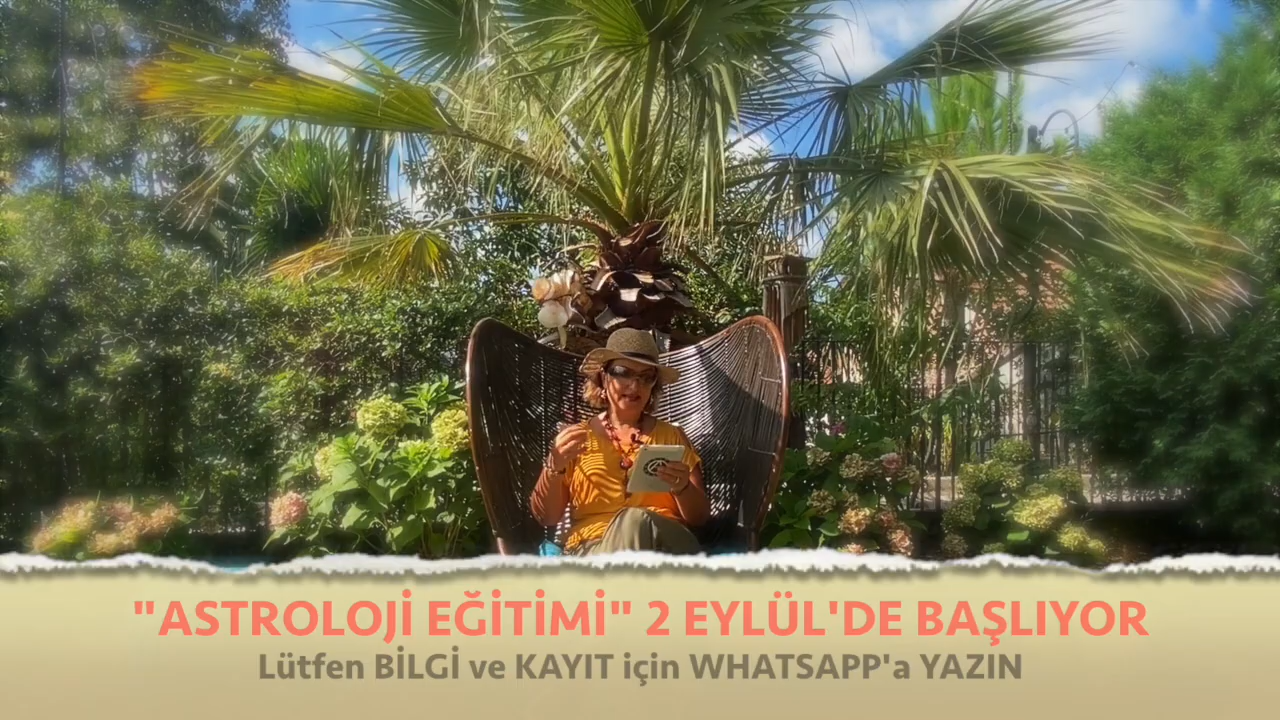 "ASTROLOJİ EĞİTİMİ" 2 EYLÜL'DE BAŞLIYOR
Lütfen BİLGİ ve KAYIT için WHATSAPP'a YAZIN